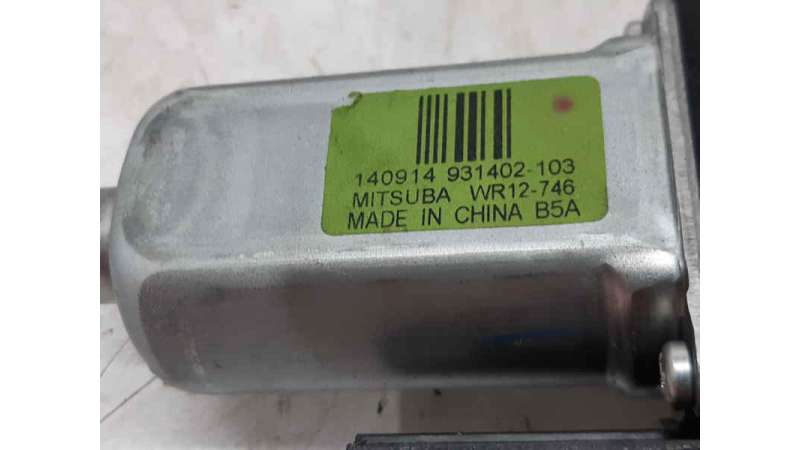 140914 931402-103
MITSUBA WR12-746
MADE IN CHINA B5A